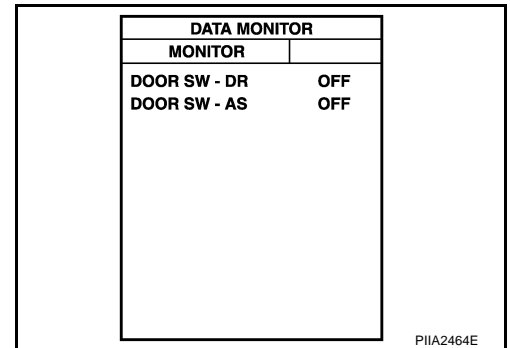 DATA MONITOR
MONITOR
DOOR SW - DR OFF
DOOR SW - AS OFF
PIIA2464E